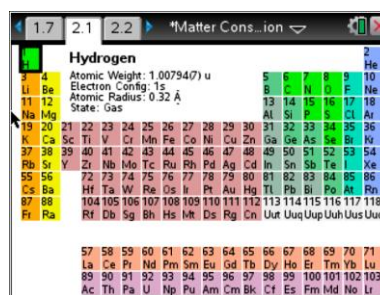 1.7 2.1 2.2 *Matter Cons...ion
1 Hydrogen 2
H He
Atomic Weight: 1.00794(7) u
Electron Config: 1s
Atomic Radius: 0.32 Å
State: Gas
3 4 5 6 7 8 9 10
Li Be B C N O F Ne
11 12 13 14 15 16 17 18
Na Mg Al Si P S Cl Ar
19 20 21 22 23 24 25 26 27 28 29 30 31 32 33 34 35 36
K Ca Sc Ti V Cr Mn Fe Co Ni Cu Zn Ga Ge As Se Br Kr
37 38 39 40 41 42 43 44 45 46 47 48 49 50 51 52 53 54
Rb Sr Y Zr Nb Mo Tc Ru Rh Pd Ag Cd In Sn Sb Te I Xe
55 56 72 73 74 75 76 77 78 79 80 81 82 83 84 85 86
Cs Ba Hf Ta W Re Os Ir Pt Au Hg Tl Pb Bi Po At Rn
87 88 104 105 106 107 108 109 110 111 112 113 114 115 116 117 118
Fr Ra Rf Db Sg Bh Hs Mt Ds Rg Cn Uut Uuq Uup Uuh Uus Uuo
57 58 59 60 61 62 63 64 65 66 67 68 69 70 71
La Ce Pr Nd Pm Sm Eu Gd Tb Dy Ho Er Tm Yb Lu
89 90 91 92 93 94 95 96 97 98 99 100 101 102 103
Ac Th Pa U Np Pu Am Cm Bk Cf Es Fm Md No Lr